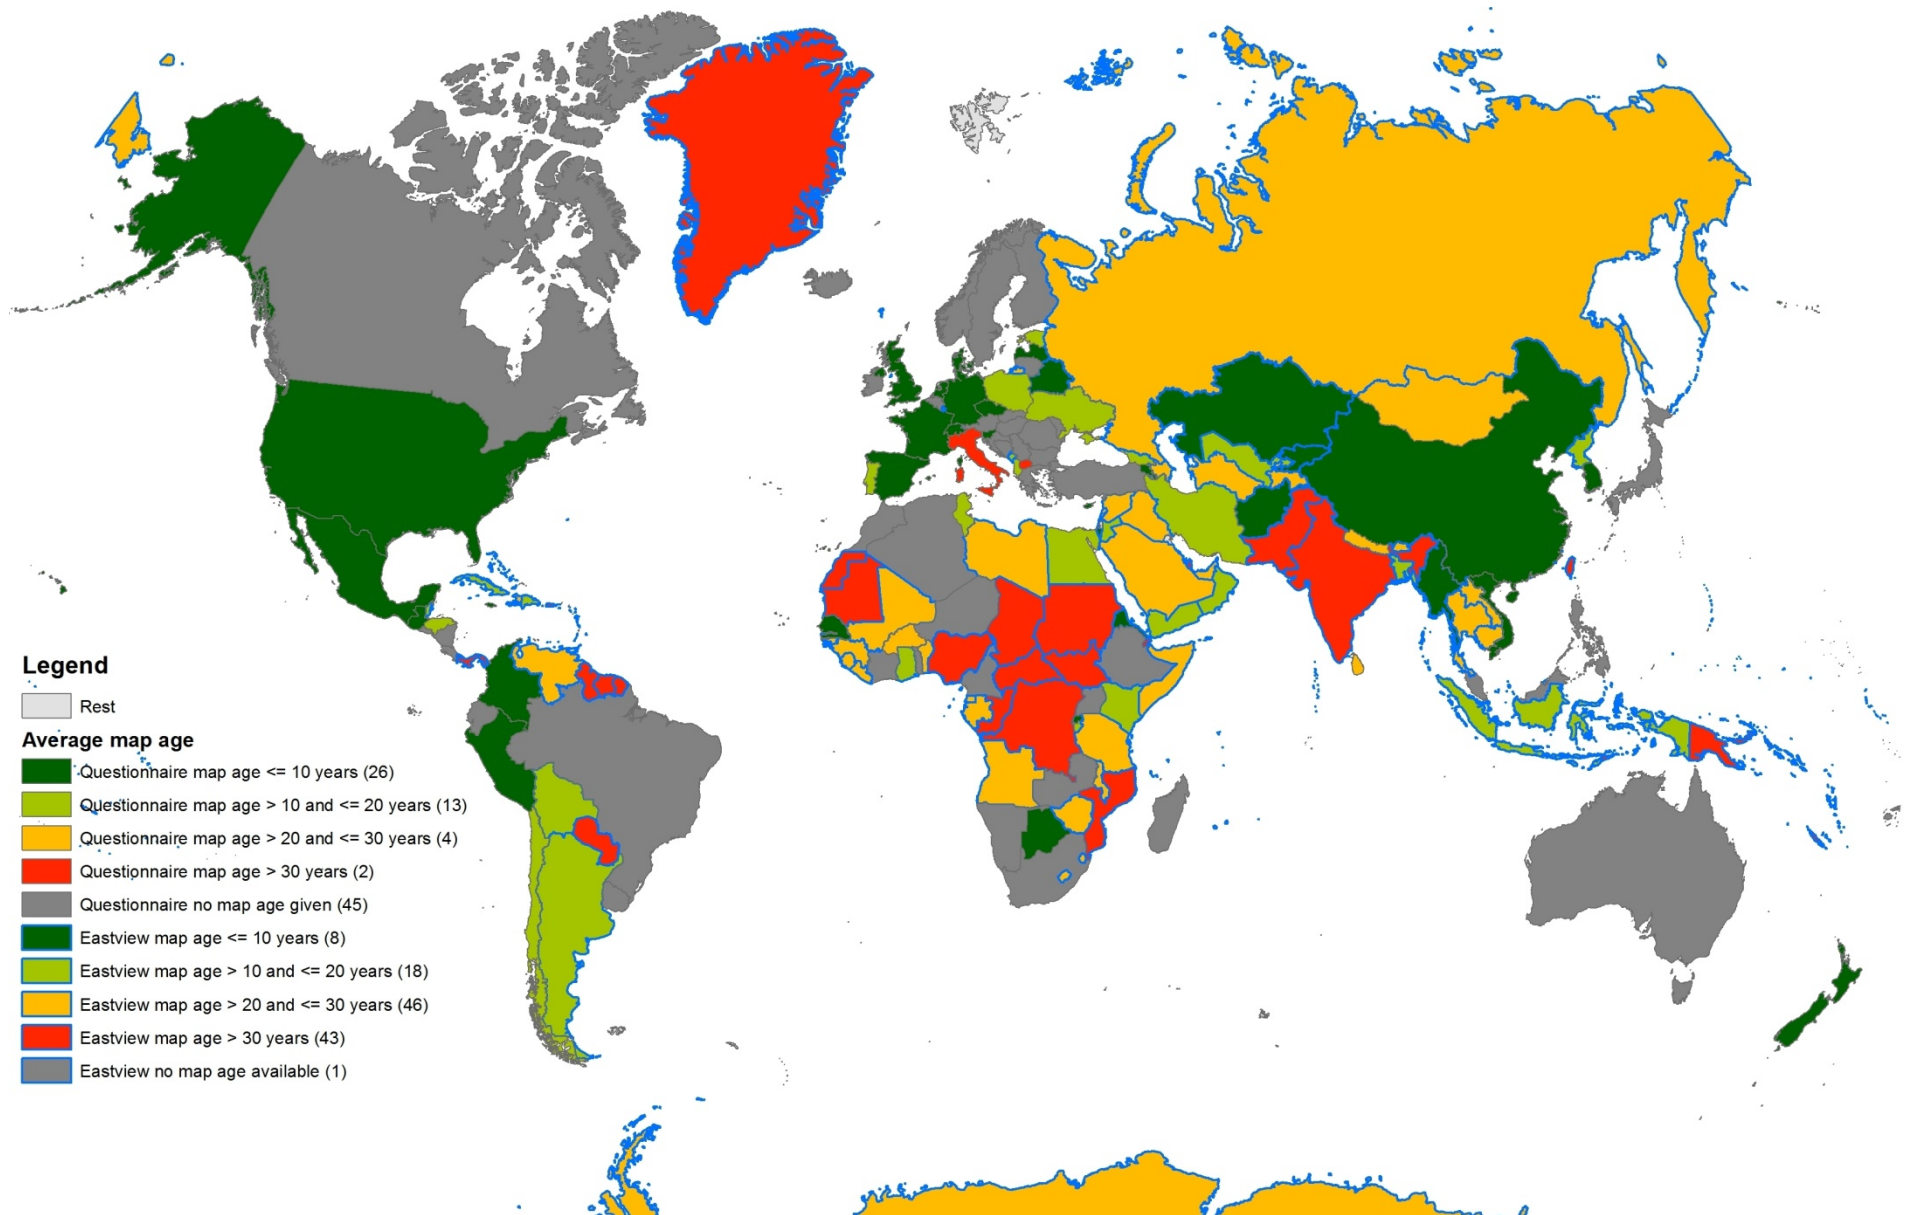 Legend
Rest
Average map age
Questionnaire map age <= 10 years (26)
Questionnaire map age > 10 and <= 20 years (13)
Questionnaire map age > 20 and <= 30 years (4)
Questionnaire map age > 30 years (2)
Questionnaire no map age given (45)
Eastview map age <= 10 years (8)
Eastview map age > 10 and <= 20 years (18)
Eastview map age > 20 and <= 30 years (46)
Eastview map age > 30 years (43)
Eastview no map age available (1)